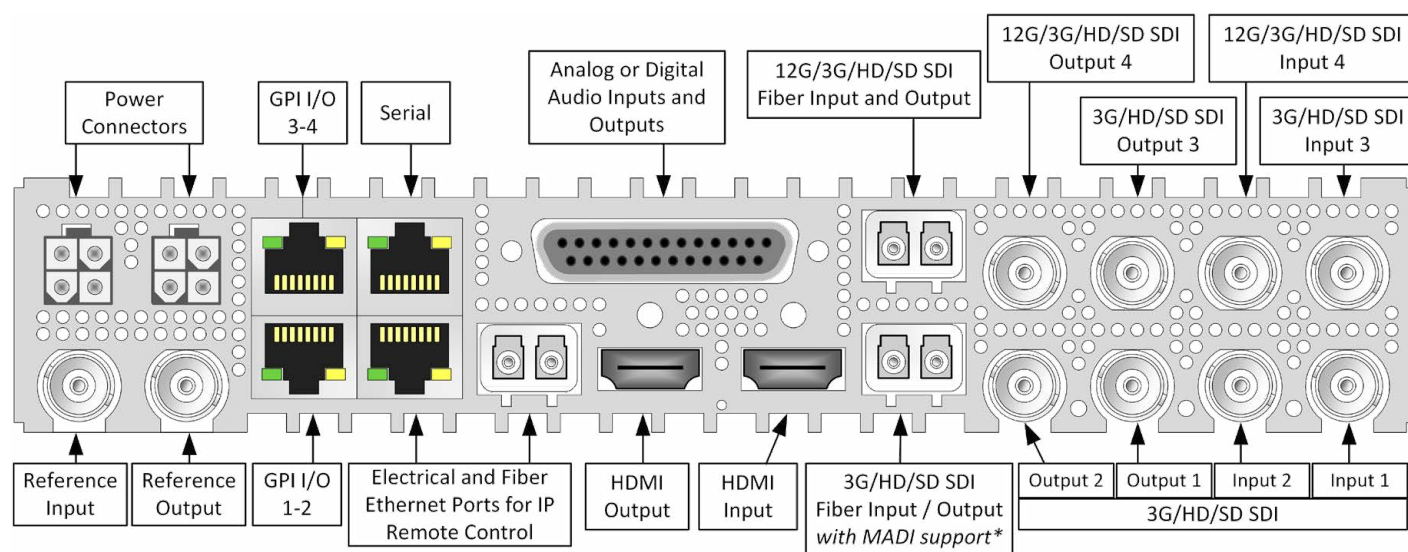 Power
Connectors
GPI I/O
3-4
Serial
Analog or Digital
Audio Inputs and
Outputs
12G/3G/HD/SD SDI
Fiber Input and Output
12G/3G/HD/SD SDI
Output 4
3G/HD/SD SDI
Output 3
12G/3G/HD/SD SDI
Input 4
3G/HD/SD SDI
Input 3
Reference
Input
Reference
Output
GPI I/O
1-2
Electrical and Fiber
Ethernet Ports for IP
Remote Control
HDMI
Output
HDMI
Input
3G/HD/SD SDI
Fiber Input / Output
with MADI support*
Output 2
Output 1
Input 2
Input 1
3G/HD/SD SDI